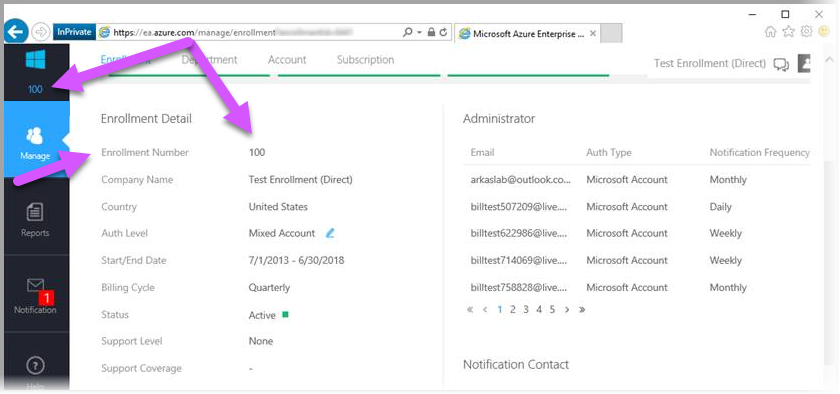 InPrivate https://ea.azure.com/manage/enrollment Microsoft Azure Enterprise ...
Department Account Subscription Test Enrollment (Direct)
100
Enrollment Detail
Enrollment Number 100
Company Name Test Enrollment (Direct)
Country United States
Auth Level Mixed Account
Start/End Date 7/1/2013 - 6/30/2018
Billing Cycle Quarterly
Status Active
Support Level None
Support Coverage -
Manage
Reports
1
Notification
Help
Administrator
Email Auth Type Notification Frequency
arkaslab@outlook.co... Microsoft Account Monthly
billtest507209@live.... Microsoft Account Daily
billtest622986@live.... Microsoft Account Weekly
billtest714069@live.... Microsoft Account Weekly
billtest758828@live.... Microsoft Account Monthly
« < 1 2 3 4 5 > »
Notification Contact